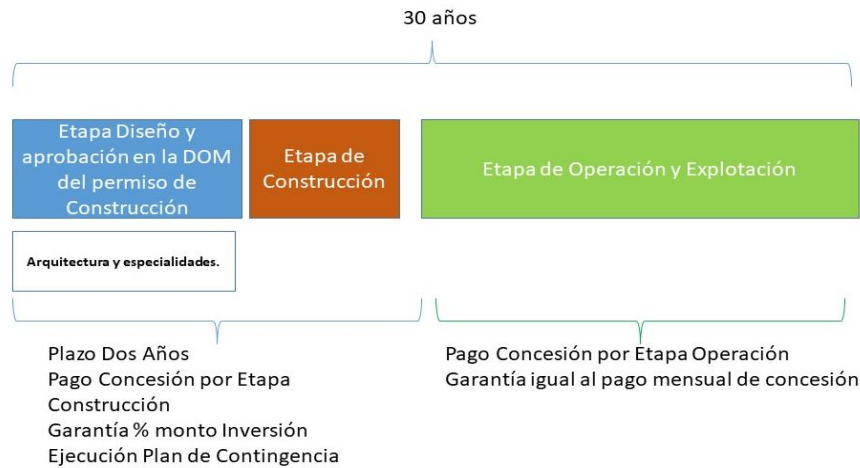 30 años
Etapa Diseño y
aprobación en la DOM
del permiso de
Construcción
Etapa de
Construcción
Etapa de Operación y Explotación
Arquitectura y especialidades.
Plazo Dos Años
Pago Concesión por Etapa
Construcción
Garantía % monto Inversión
Ejecución Plan de Contingencia
Pago Concesión por Etapa Operación
Garantía igual al pago mensual de concesión